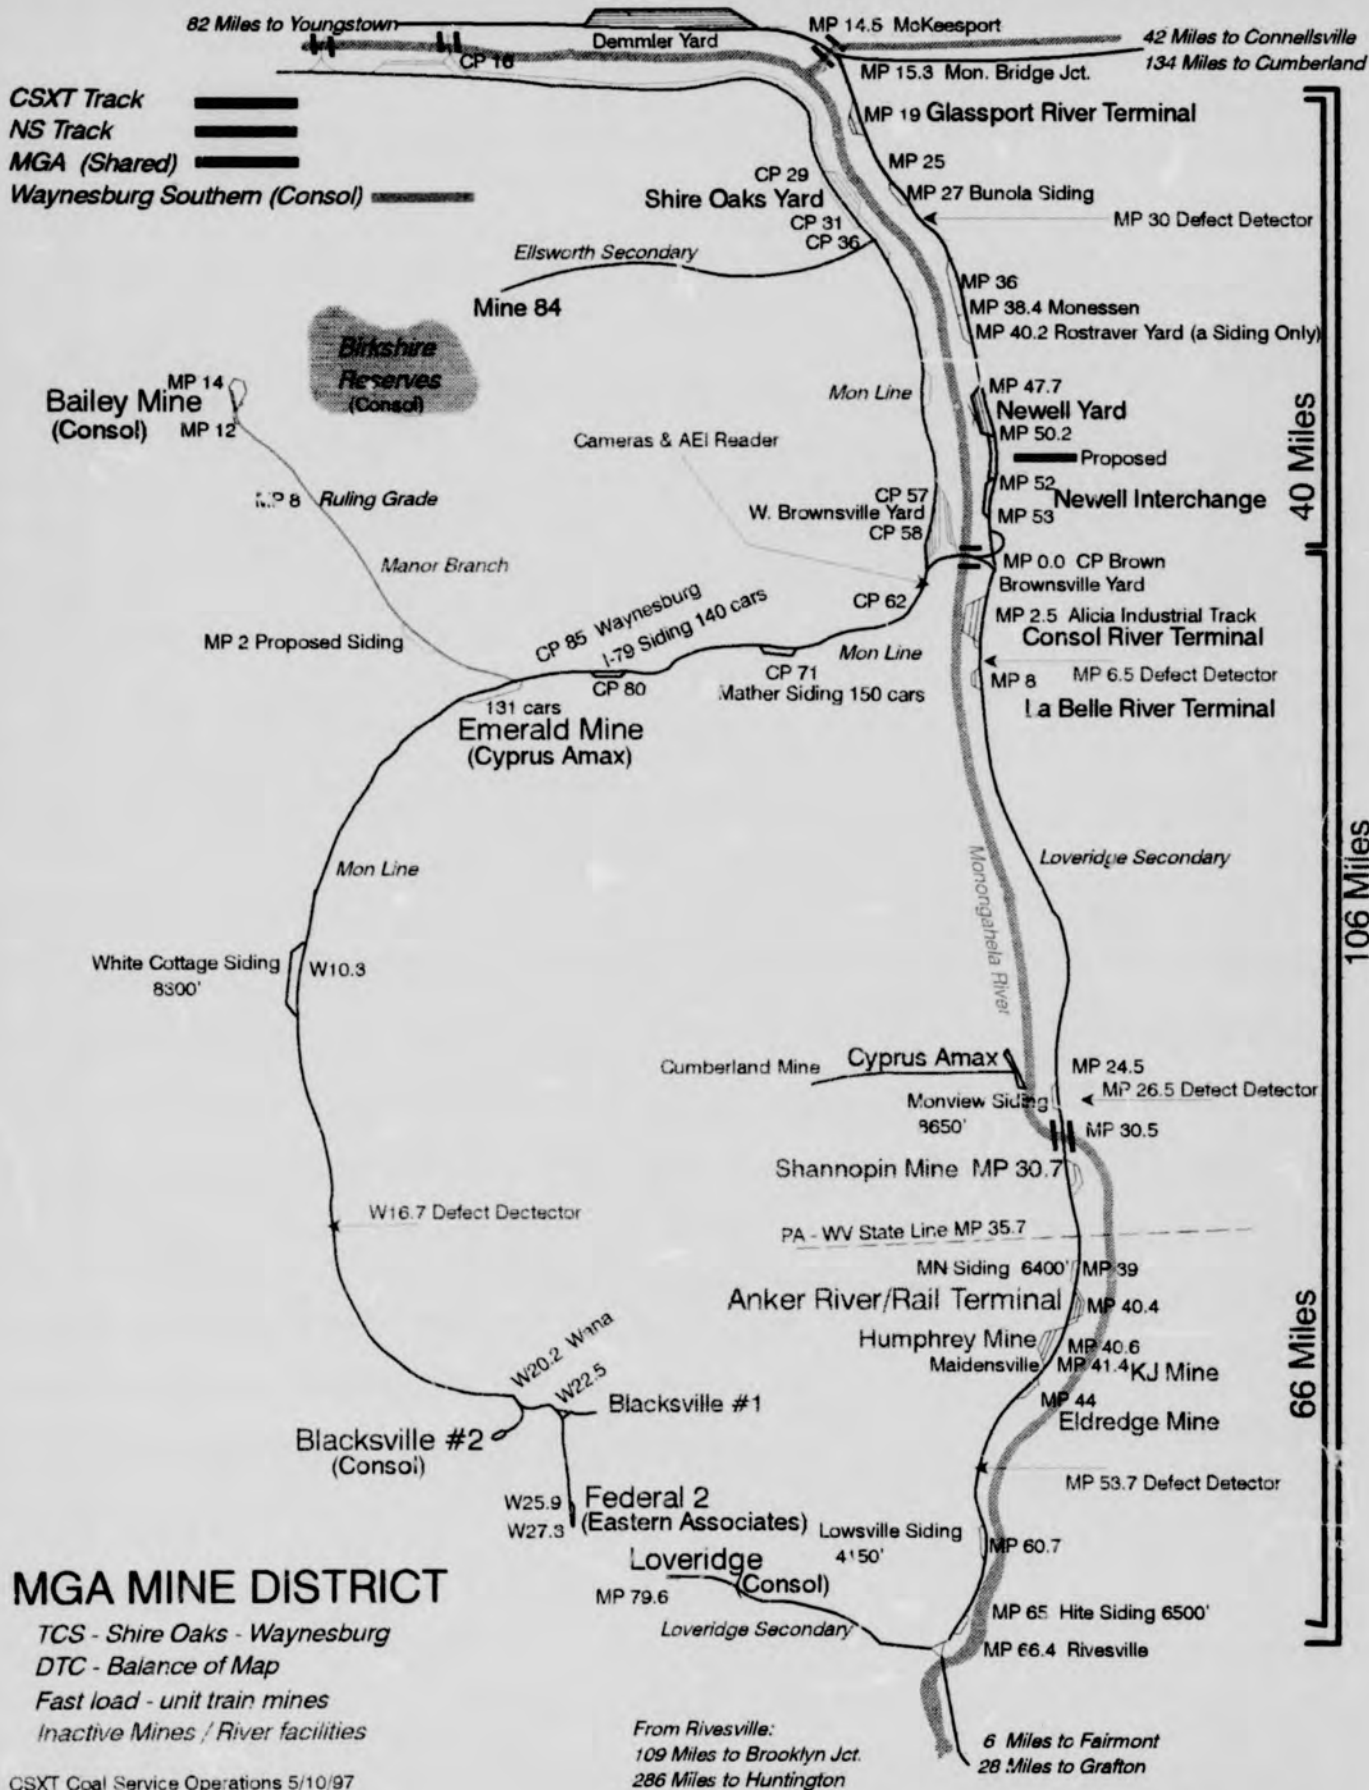 82 Miles to Youngstown
Demmler Yard
MP 14.5 McKeesport
42 Miles to Connellsville
134 Miles to Cumberland
CP 16
MP 15.3 Mon. Bridge Jct.
CSXT Track
NS Track
MGA (Shared)
Waynesburg Southern (Consol)
MP 19 Glassport River Terminal
MP 25
CP 29
Shire Oaks Yard
MP 27 Bunola Siding
MP 30 Defect Detector
CP 31
CP 36
Ellsworth Secondary
Mine 84
MP 36
MP 38.4 Monessen
MP 40.2 Rostraver Yard (a Siding Only)
Birkshire
Reserves
(Consol)
MP 14
Bailey Mine
(Consol)
MP 12
Mon Line
MP 47.7
Newell Yard
MP 50.2
Proposed
40 Miles
Cameras & AEI Reader
MP 8 Ruling Grade
CP 57
W. Brownsville Yard
CP 58
MP 52
Newell Interchange
MP 53
Manor Branch
MP 0.0 CP Brown
Brownsville Yard
CP 62
MP 2 Proposed Siding
CP 85 Waynesburg
I-79 Siding 140 cars
MP 2.5 Alicia Industrial Track
Consol River Terminal
Mon Line
CP 71
Mather Siding 150 cars
CP 80
MP 6.5 Defect Detector
MP 8
La Belle River Terminal
131 cars
Emerald Mine
(Cyprus Amax)
Mon Line
Monongahela River
Loveridge Secondary
106 Miles
White Cottage Siding
8300'
W10.3
Cumberland Mine
Cyprus Amax
MP 24.5
MP 26.5 Defect Detector
Monview Siding
MP 30.5
Shannopin Mine MP 30.7
W16.7 Defect Dectector
PA - WV State Line MP 35.7
MN Siding 6400'
MP 39
Anker River/Rail Terminal
MP 40.4
Humphrey Mine
MP 40.6
Maidensville
MP 41.4 KJ Mine
MP 44
Eldredge Mine
66 Miles
W20.2 Wana
W22.5
Blacksville #1
Blacksville #2
(Consol)
MP 53.7 Defect Detector
W25.9
W27.3
Federal 2
(Eastern Associates)
Lowsville Siding
4150'
MP 60.7
Loveridge
(Consol)
MP 79.6
Loveridge Secondary
MP 65 Hite Siding 6500'
MP 66.4 Rivesville
MGA MINE DISTRICT
TCS - Shire Oaks - Waynesburg
DTC - Balance of Map
Fast load - unit train mines
Inactive Mines / River facilities
From Rivesville:
109 Miles to Brooklyn Jct.
286 Miles to Huntington
6 Miles to Fairmont
28 Miles to Grafton
CSXT Coal Service Operations 5/10/97